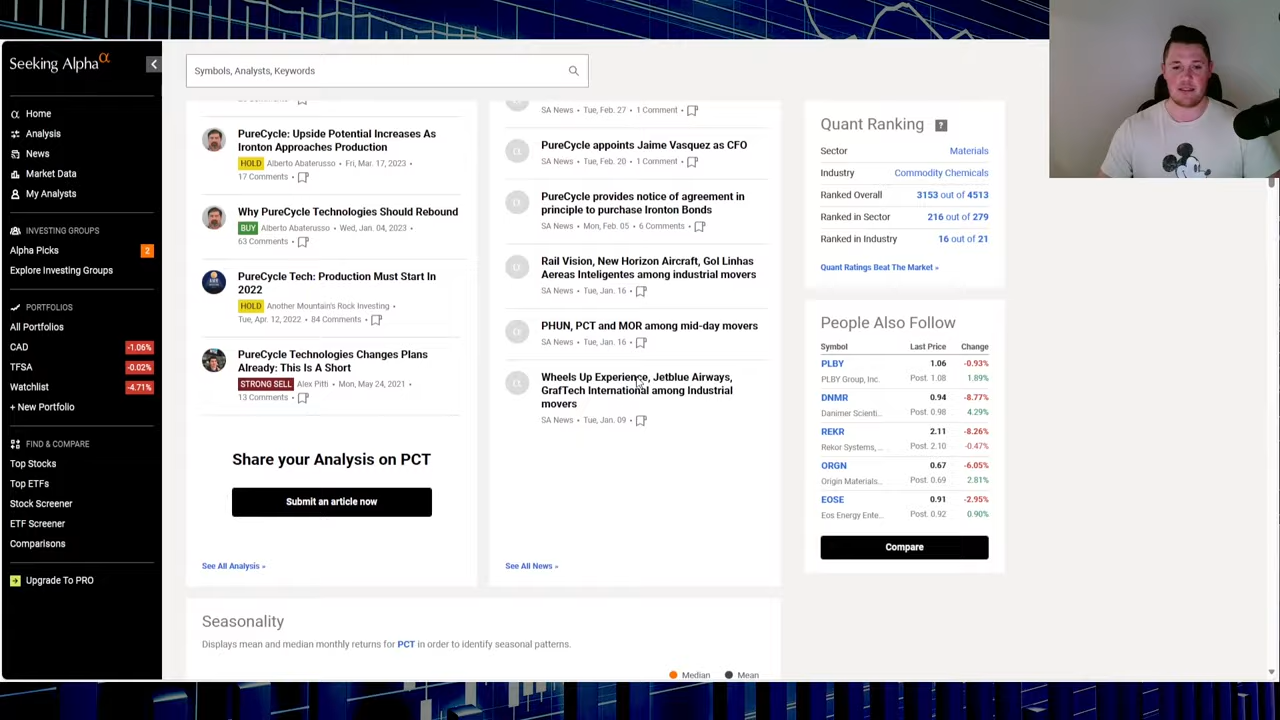 Seeking Alpha α
Symbols, Analysts, Keywords
Home
Analysis
News
Market Data
My Analysts
INVESTING GROUPS
Alpha Picks 2
Explore Investing Groups
PORTFOLIOS
All Portfolios
CAD -1.06%
TFSA -0.02%
Watchlist -4.71%
+ New Portfolio
FIND & COMPARE
Top Stocks
Top ETFs
Stock Screener
ETF Screener
Comparisons
Upgrade To PRO
PureCycle: Upside Potential Increases As
Ironton Approaches Production
HOLD Alberto Abaterusso • Fri, Mar. 17, 2023 •
17 Comments •
Why PureCycle Technologies Should Rebound
BUY Alberto Abaterusso • Wed, Jan. 04, 2023 •
63 Comments •
PureCycle Tech: Production Must Start In
2022
HOLD Another Mountain's Rock Investing •
Tue, Apr. 12, 2022 • 84 Comments •
PureCycle Technologies Changes Plans
Already: This Is A Short
STRONG SELL Alex Pitti • Mon, May 24, 2021 •
13 Comments •
Share your Analysis on PCT
Submit an article now
See All Analysis »
SA News • Tue, Feb. 27 • 1 Comment •
PureCycle appoints Jaime Vasquez as CFO
SA News • Tue, Feb. 20 • 1 Comment •
PureCycle provides notice of agreement in
principle to purchase Ironton Bonds
SA News • Mon, Feb. 05 • 6 Comments •
Rail Vision, New Horizon Aircraft, Gol Linhas
Aereas Inteligentes among industrial movers
SA News • Tue, Jan. 16 •
PHUN, PCT and MOR among mid-day movers
SA News • Tue, Jan. 16 •
Wheels Up Experience, Jetblue Airways,
GrafTech International among Industrial
movers
SA News • Tue, Jan. 09 •
See All News »
Quant Ranking ?
Sector Materials
Industry Commodity Chemicals
Ranked Overall 3153 out of 4513
Ranked in Sector 216 out of 279
Ranked in Industry 16 out of 21
Quant Ratings Beat The Market »
People Also Follow
Symbol Last Price Change
PLBY 1.06 -0.93%
PLBY Group, Inc. Post. 1.08 1.89%
DNMR 0.94 -8.77%
Danimer Scienti... Post. 0.98 4.29%
REKR 2.11 -8.26%
Rekor Systems,... Post. 2.10 -0.47%
ORGN 0.67 -6.05%
Origin Materials... Post. 0.69 2.81%
EOSE 0.91 -2.95%
Eos Energy Ente... Post. 0.92 0.90%
Compare
Seasonality
Displays mean and median monthly returns for PCT in order to identify seasonal patterns.
Median Mean